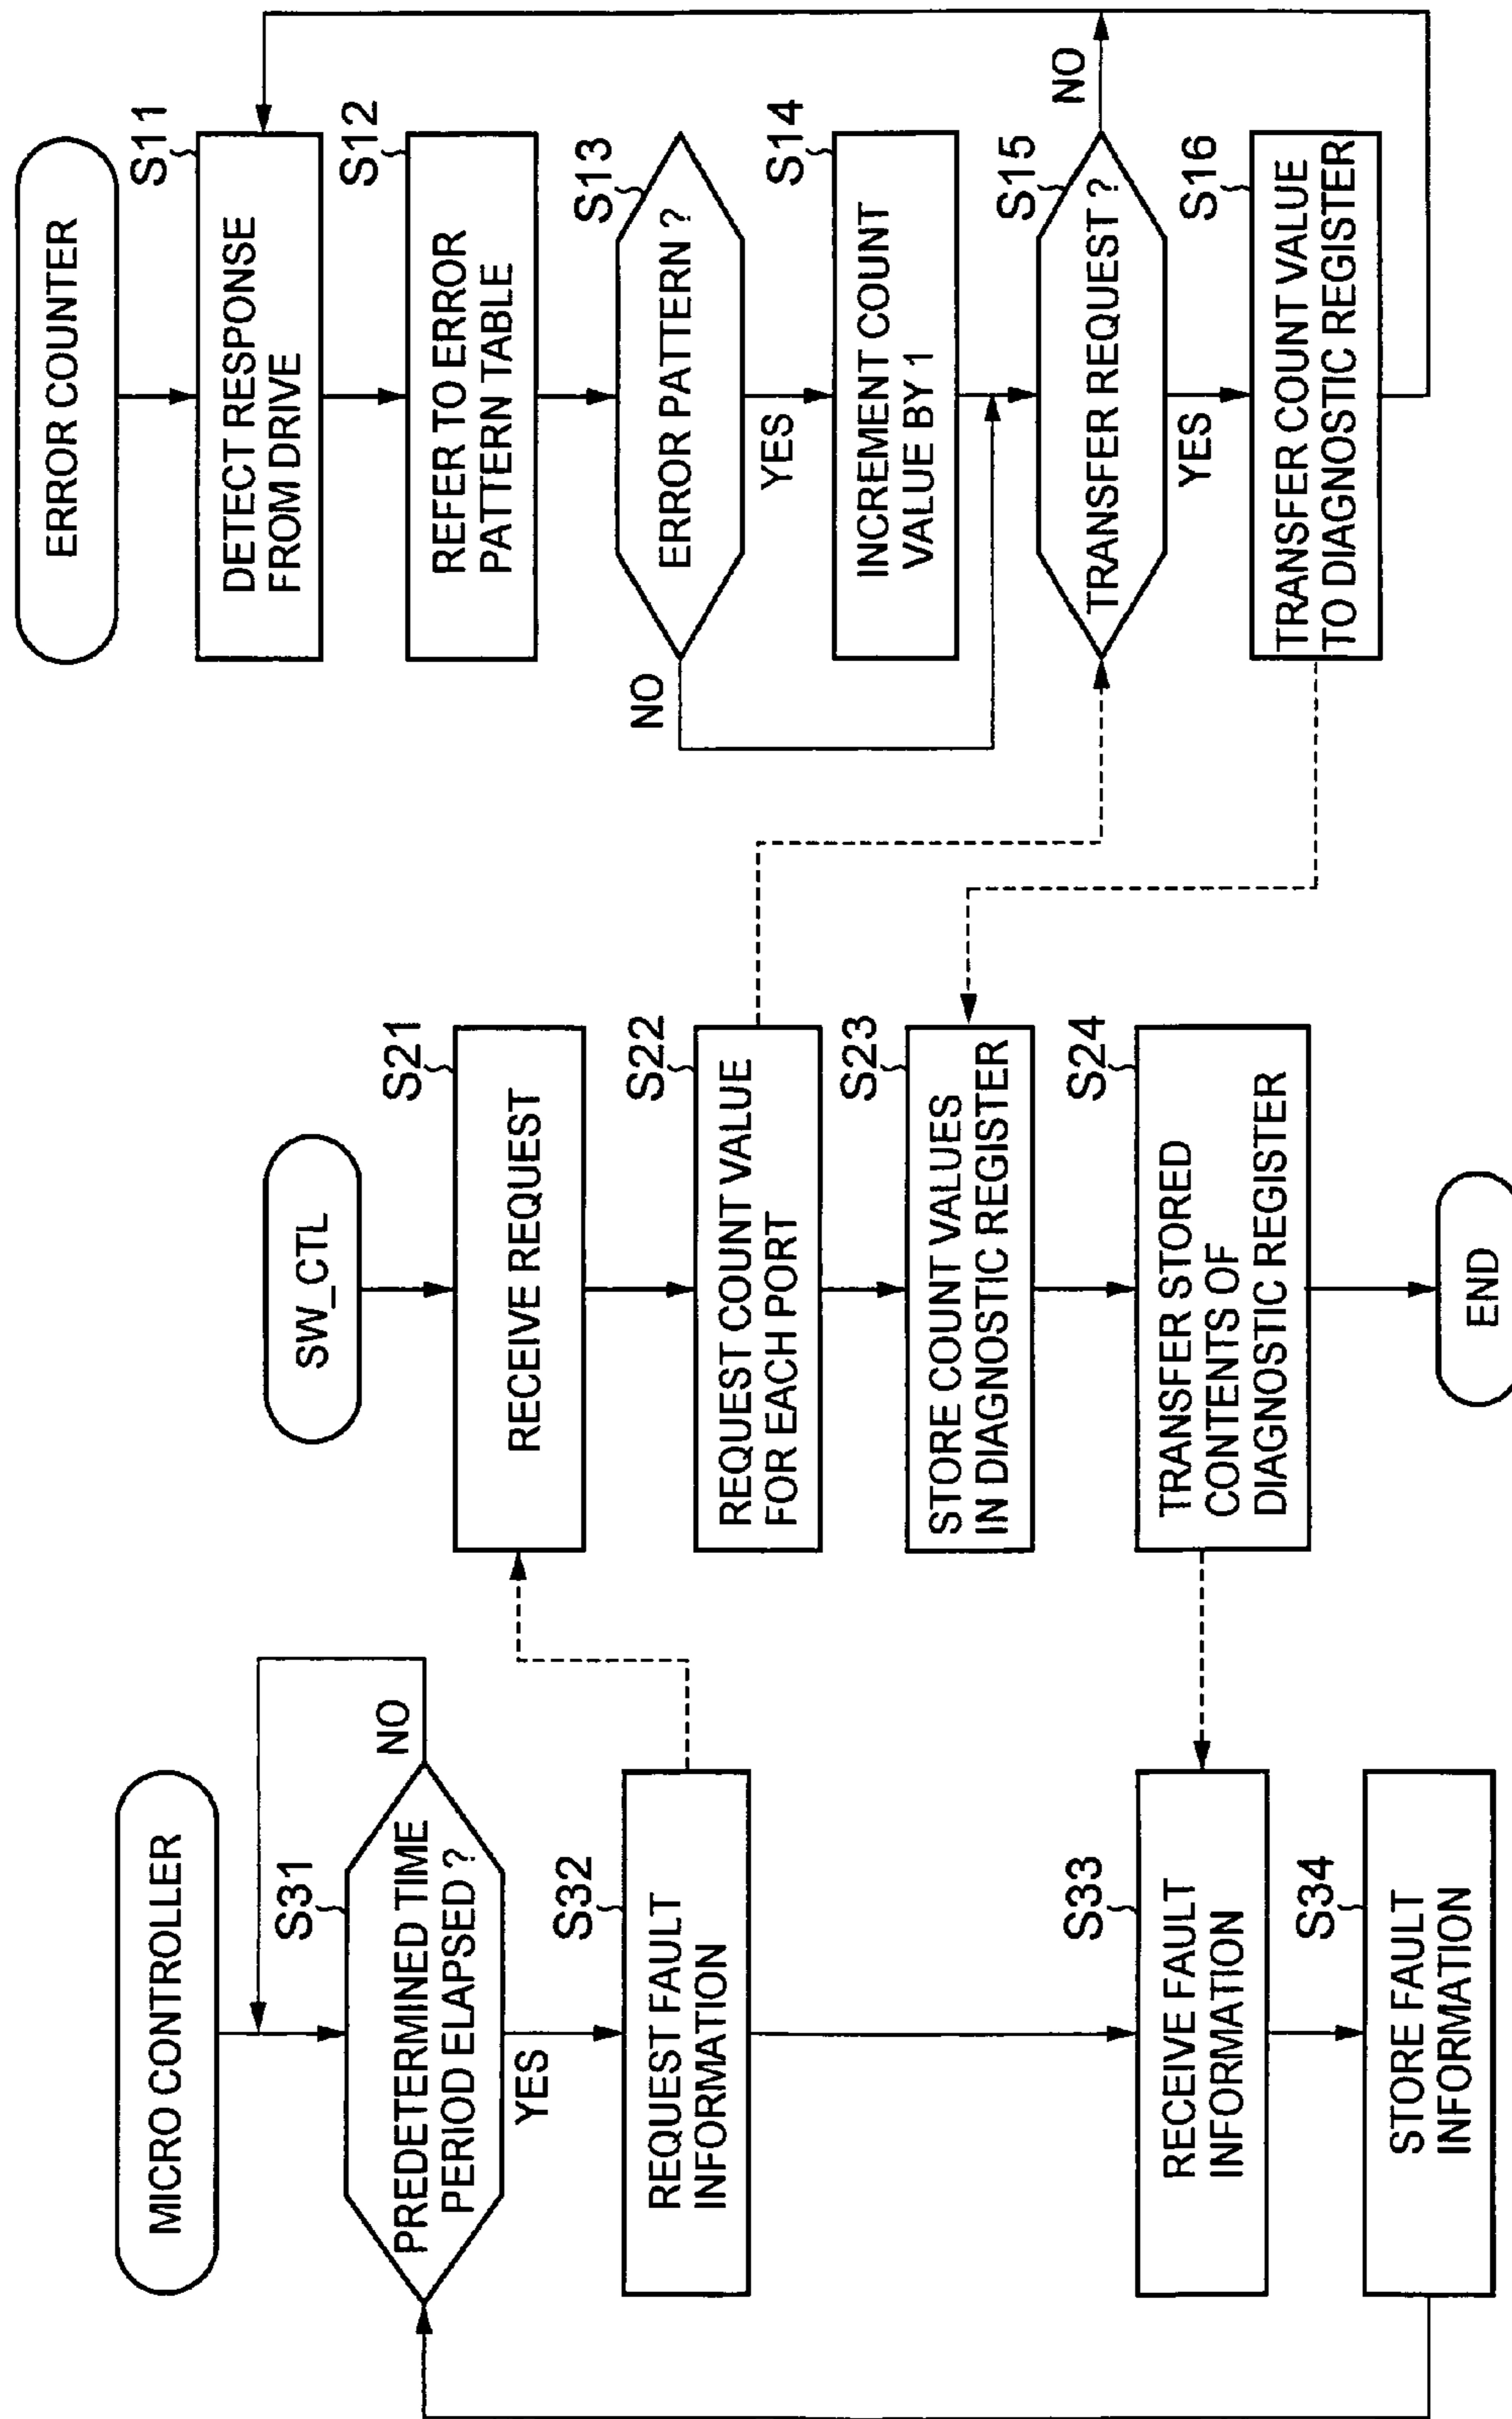 MICRO CONTROLLER
S31
PREDETERMINED TIME
PERIOD ELAPSED ?
NO
YES
S32
REQUEST FAULT
INFORMATION
S33
RECEIVE FAULT
INFORMATION
S34
STORE FAULT
INFORMATION
SW_CTL
S21
RECEIVE REQUEST
S22
REQUEST COUNT VALUE
FOR EACH PORT
S23
STORE COUNT VALUES
IN DIAGNOSTIC REGISTER
S24
TRANSFER STORED
CONTENTS OF
DIAGNOSTIC REGISTER
END
ERROR COUNTER
S11
DETECT RESPONSE
FROM DRIVE
S12
REFER TO ERROR
PATTERN TABLE
S13
ERROR PATTERN ?
NO
YES
S14
INCREMENT COUNT
VALUE BY 1
S15
TRANSFER REQUEST ?
NO
YES
S16
TRANSFER COUNT VALUE
TO DIAGNOSTIC REGISTER